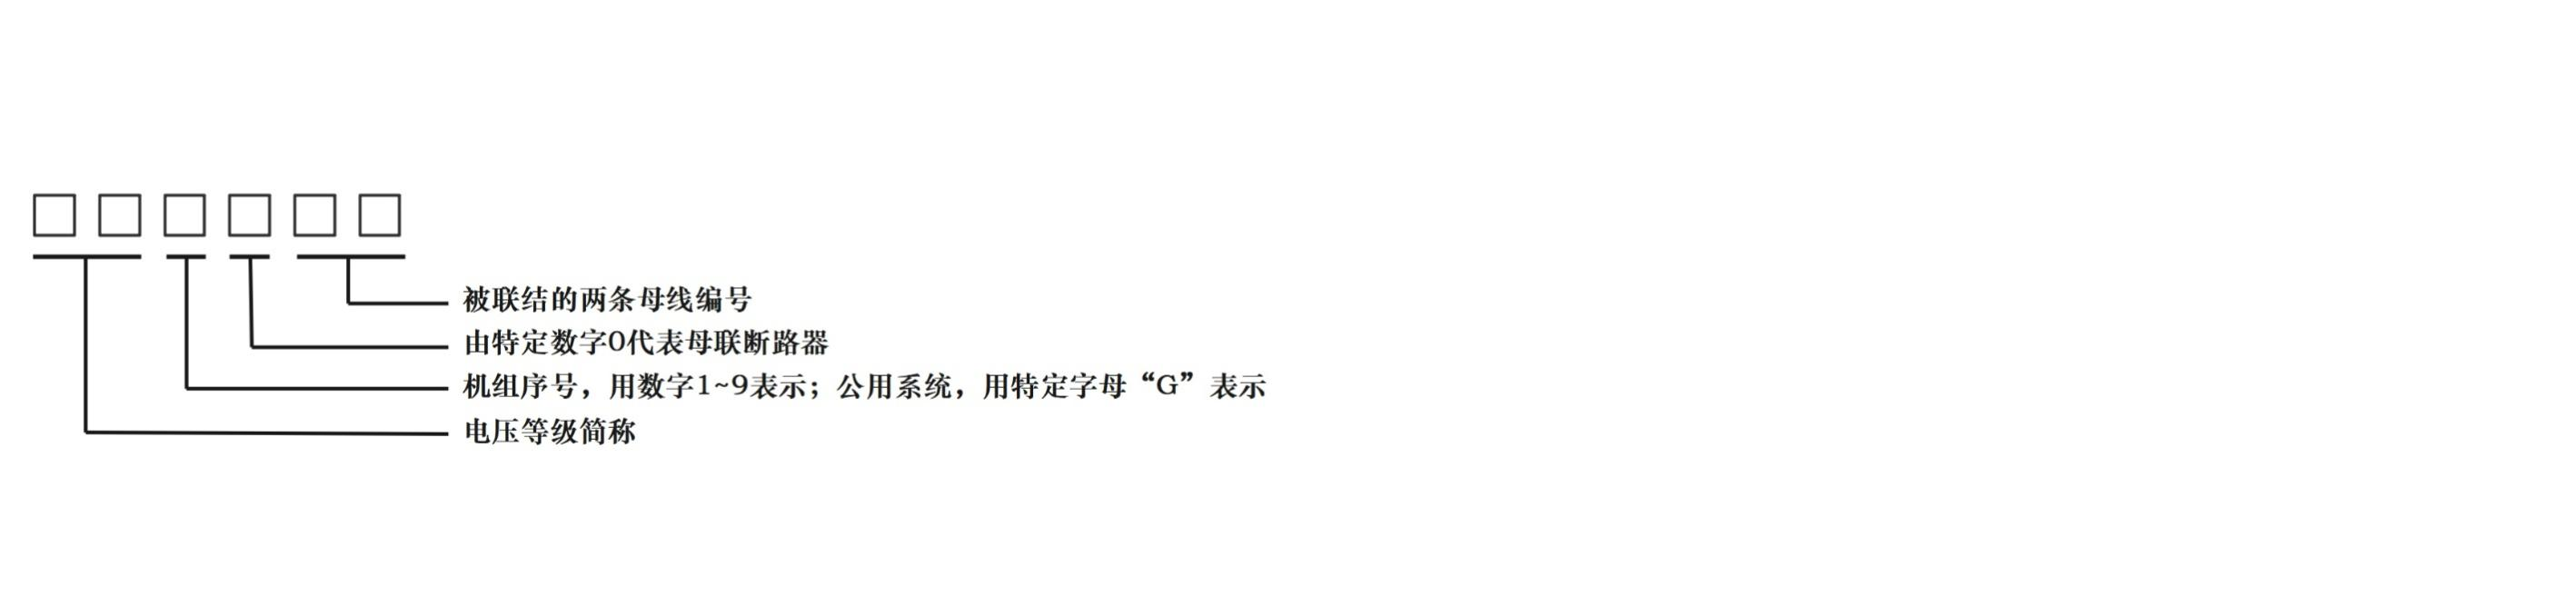 被联结的两条母线编号
由特定数字0代表母联断路器
机组序号，用数字1~9表示；公用系统，用特定字母“G”表示
电压等级简称